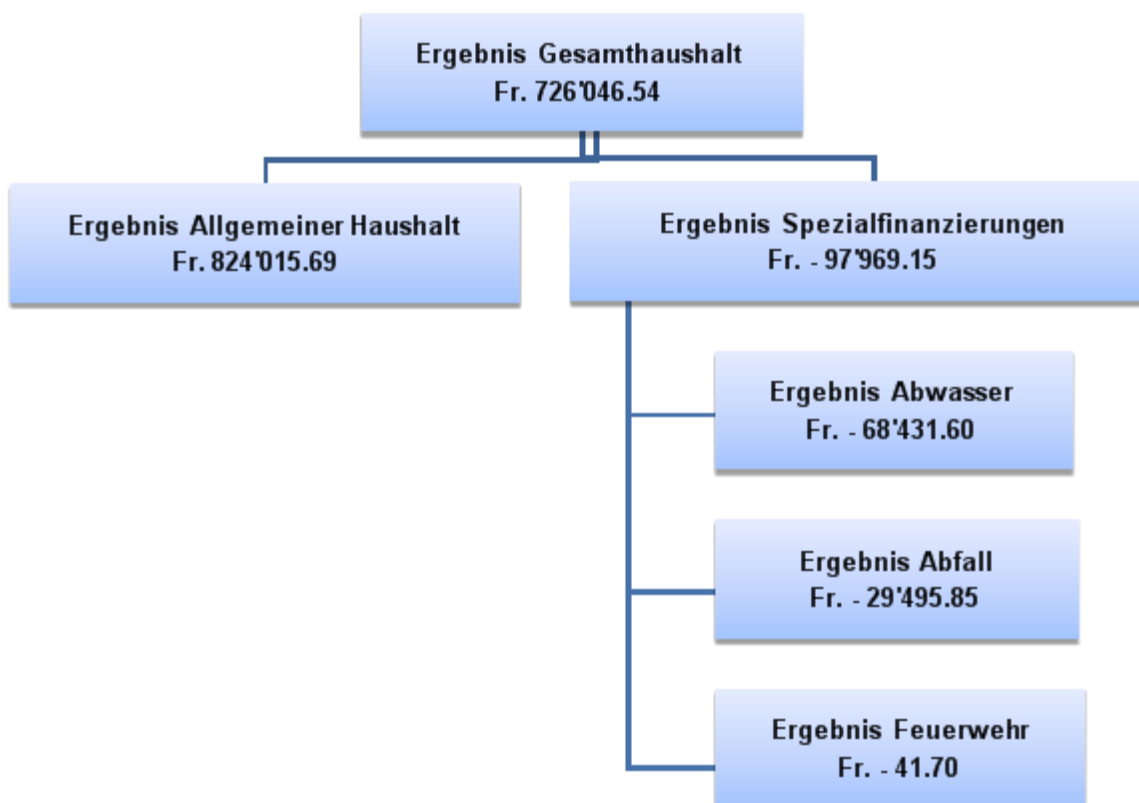 Ergebnis Gesamthaushalt
Fr. 726'046.54
Ergebnis Allgemeiner Haushalt
Fr. 824'015.69
Ergebnis Spezialfinanzierungen
Fr. - 97'969.15
Ergebnis Abwasser
Fr. - 68'431.60
Ergebnis Abfall
Fr. - 29'495.85
Ergebnis Feuerwehr
Fr. - 41.70